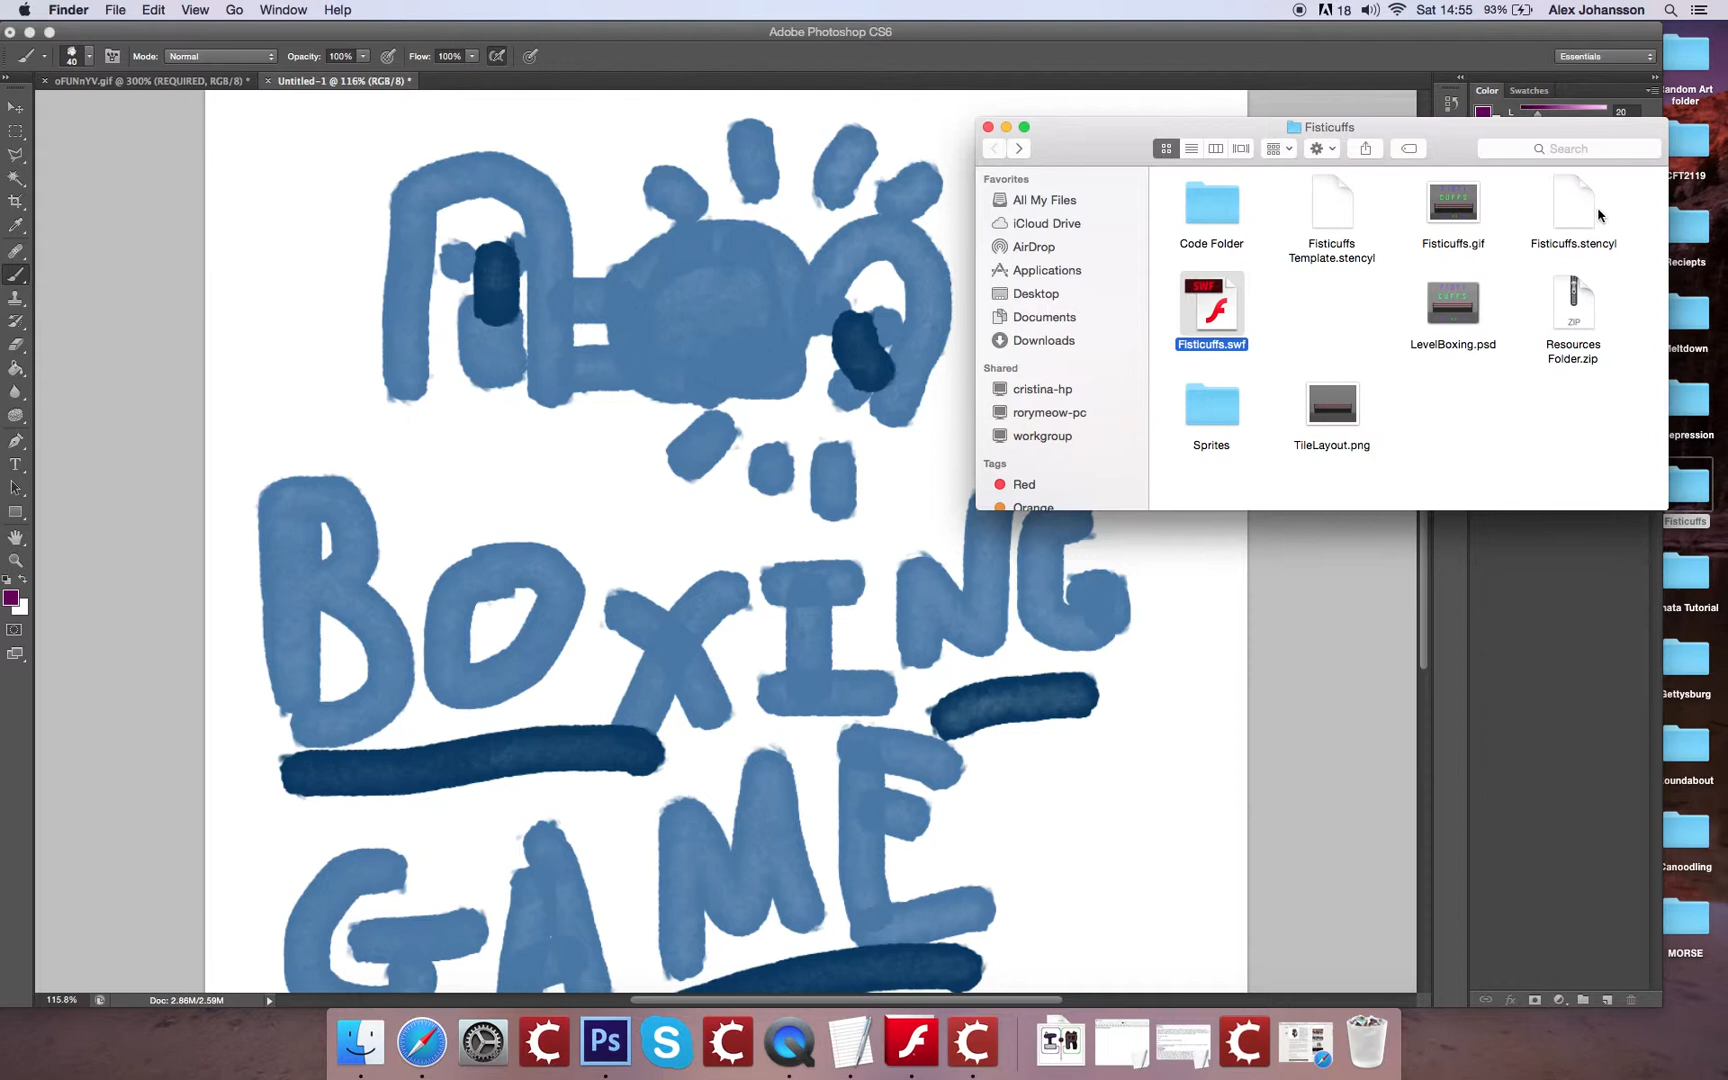 Finder File Edit View Go Window Help 18 Sat 14:55 93% Alex Johansson
Adobe Photoshop CS6
40 Mode: Normal Opacity: 100% Flow: 100% Essentials
oFUNnYV.gif @ 300% (REQUIRED, RGB/8) * Untitled-1 @ 116% (RGB/8) *
Color Swatches
L 20
Fisticuffs
Search
Favorites
All My Files
iCloud Drive
AirDrop
Applications
Desktop
Documents
Downloads
Shared
cristina-hp
rorymeow-pc
workgroup
Tags
Red
Orange
Code Folder
Fisticuffs
Template.stencyl
Fisticuffs.gif
Fisticuffs.stencyl
SWF
Fisticuffs.swf
LevelBoxing.psd
ZIP
Resources
Folder.zip
Sprites
TileLayout.png
BOXING
GAME
andom Art
folder
CFT2119
Reciepts
Meltdown
epression
Fisticuffs
nata Tutorial
Gettysburg
oundabout
Canoodling
MORSE
115.8% Doc: 2.86M/2.59M
fx
Ps